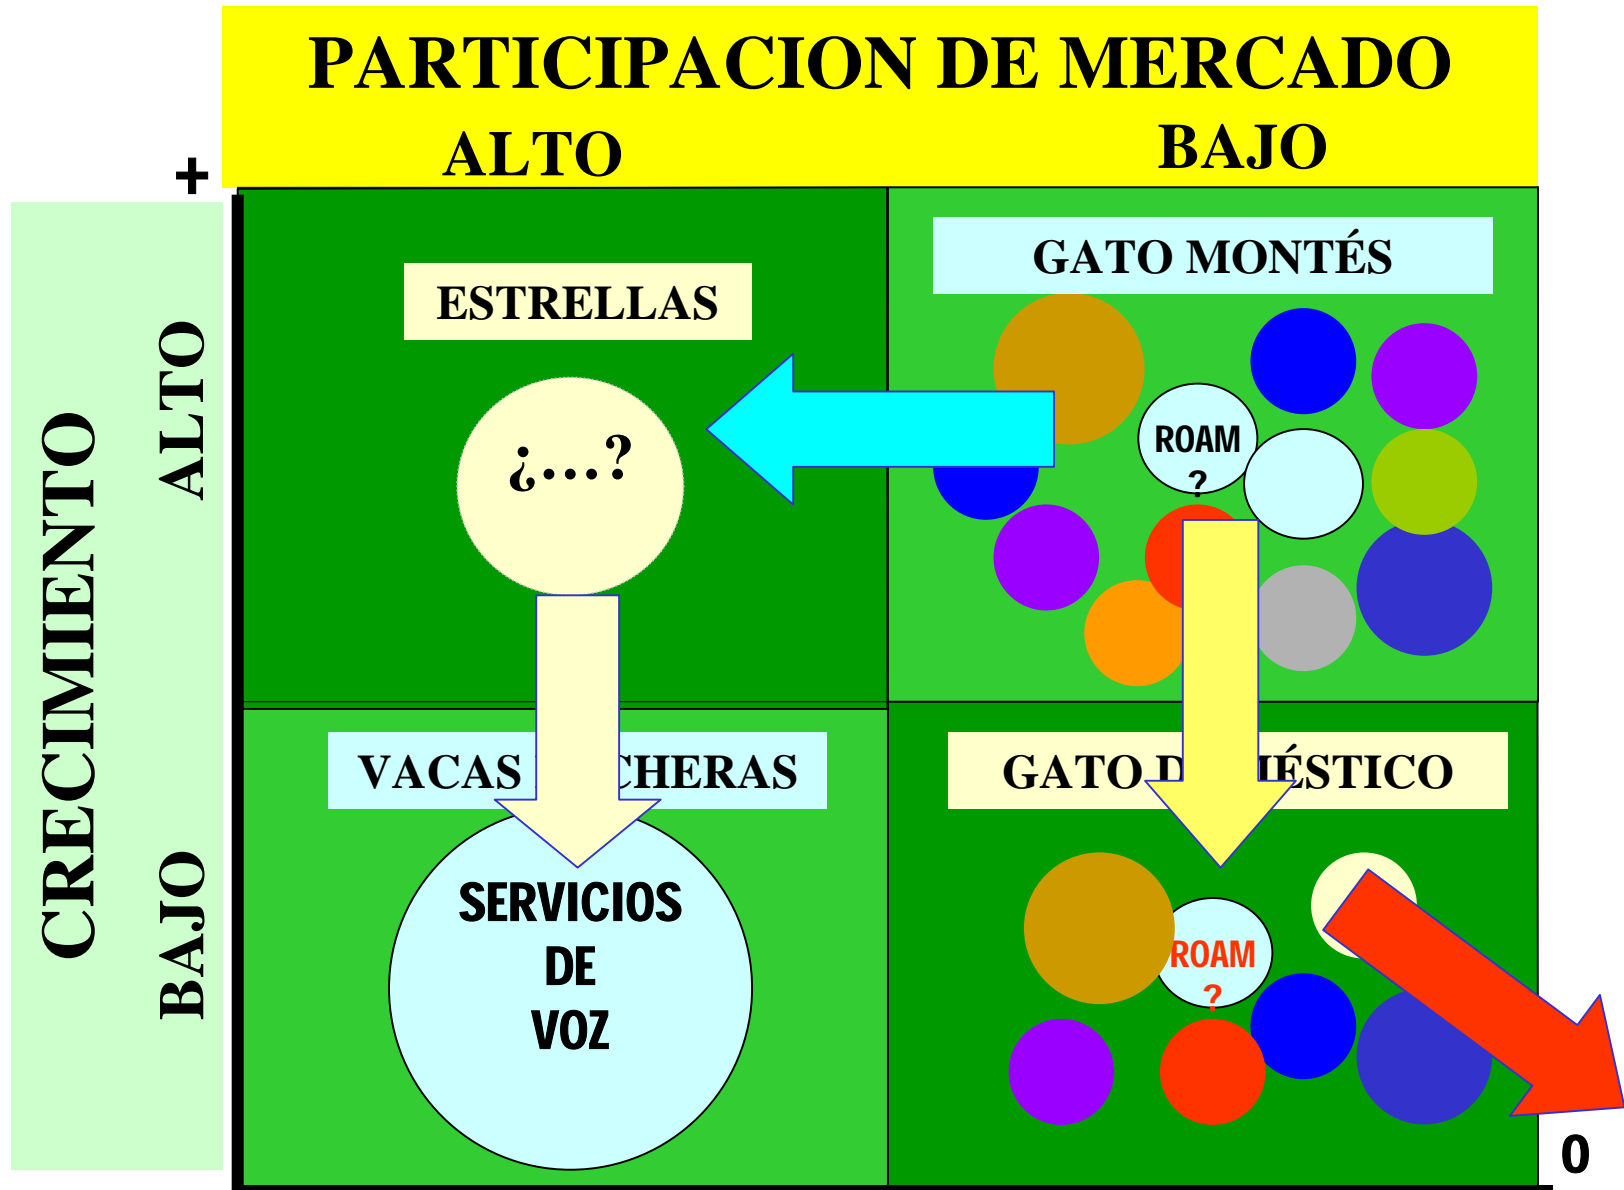 PARTICIPACION DE MERCADO
ALTO
BAJO
+
CRECIMIENTO
ALTO
BAJO
ESTRELLAS
¿...?
GATO MONTÉS
ROAM
?
VACAS CHERAS
SERVICIOS
DE
VOZ
GATO D ÉSTICO
ROAM
?
0